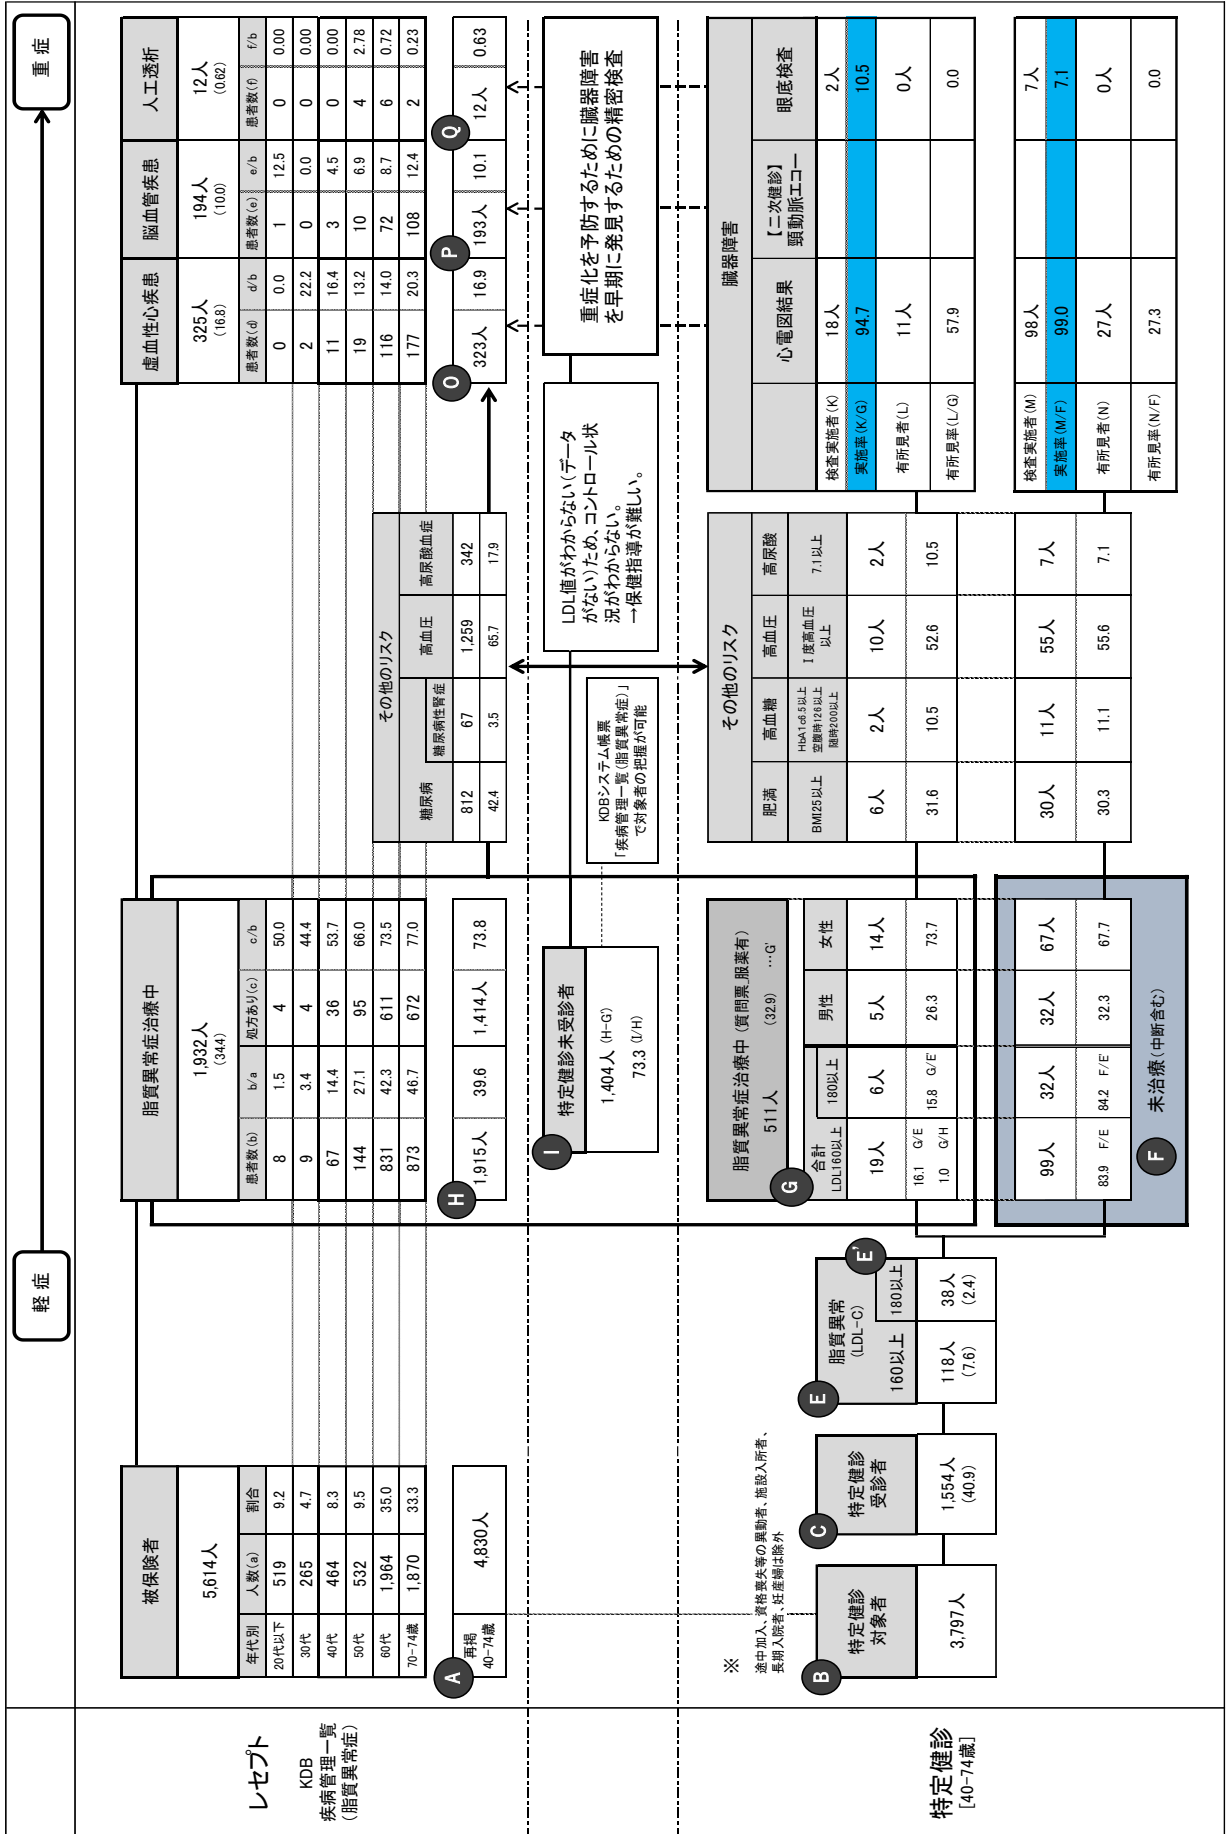 軽症
重症
レセプト
KDB
疾病管理一覧
(脂質異常症)
被保険者
5,614人
年代別 人数(a) 割合
20代以下 519 9.2
30代 265 4.7
40代 464 8.3
50代 532 9.5
60代 1,964 35.0
70-74歳 1,870 33.3
A
再掲
40-74歳
4,830人
脂質異常症治療中
1,932人
(34.4)
患者数(b) b/a 処方あり(c) c/b
8 1.5 4 50.0
9 3.4 4 44.4
67 14.4 36 53.7
144 27.1 95 66.0
831 42.3 611 73.5
873 46.7 672 77.0
H
1,915人 39.6 1,414人 73.8
その他のリスク
糖尿病 糖尿病性腎症 高血圧 高尿酸血症
812 67 1,259 342
42.4 3.5 65.7 17.9
虚血性心疾患 脳血管疾患 人工透析
325人 194人 12人
(16.8) (10.0) (0.62)
患者数(d) d/b 患者数(e) e/b 患者数(f) f/b
0 0.0 1 12.5 0 0.00
2 22.2 0 0.0 0 0.00
11 16.4 3 4.5 0 0.00
19 13.2 10 6.9 4 2.78
116 14.0 72 8.7 6 0.72
177 20.3 108 12.4 2 0.23
O P Q
323人 16.9 193人 10.1 12人 0.63
I
特定健診未受診者
1,404人 (H-G')
73.3 (I/H)
KDBシステム帳票
「疾病管理一覧(脂質異常症)」
で対象者の把握が可能
LDL値がわからない(データ
がない)ため、コントロール状
況がわからない。
→保健指導が難しい。
重症化を予防するために臓器障害
を早期に発見するための精密検査
特定健診
[40-74歳]
※
途中加入、資格喪失等の異動者、施設入所者、
長期入院者、妊産婦は除外
B
特定健診
対象者
3,797人
C
特定健診
受診者
1,554人
(40.9)
E
脂質異常
(LDL-C)
E'
160以上 180以上
118人 38人
(7.6) (2.4)
G
脂質異常症治療中(質問票_服薬有)
511人 (32.9) …G'
合計
LDL160以上
180以上 男性 女性
19人 6人 5人 14人
16.1 G/E 15.8 G/E 26.3 73.7
1.0 G/H
99人 32人 32人 67人
83.9 F/E 84.2 F/E 32.3 67.7
F
未治療(中断含む)
その他のリスク
肥満 高血糖 高血圧 高尿酸
BMI25以上
HbA1c6.5以上
空腹時126以上
随時200以上
Ⅰ度高血圧
以上
7.1以上
6人 2人 10人 2人
31.6 10.5 52.6 10.5
30人 11人 55人 7人
30.3 11.1 55.6 7.1
臓器障害
心電図結果
【二次健診】
頸動脈エコー
眼底検査
検査実施者(K) 18人 2人
実施率(K/G) 94.7 10.5
有所見者(L) 11人 0人
有所見率(L/G) 57.9 0.0
検査実施者(M) 98人 7人
実施率(M/F) 99.0 7.1
有所見者(N) 27人 0人
有所見率(N/F) 27.3 0.0